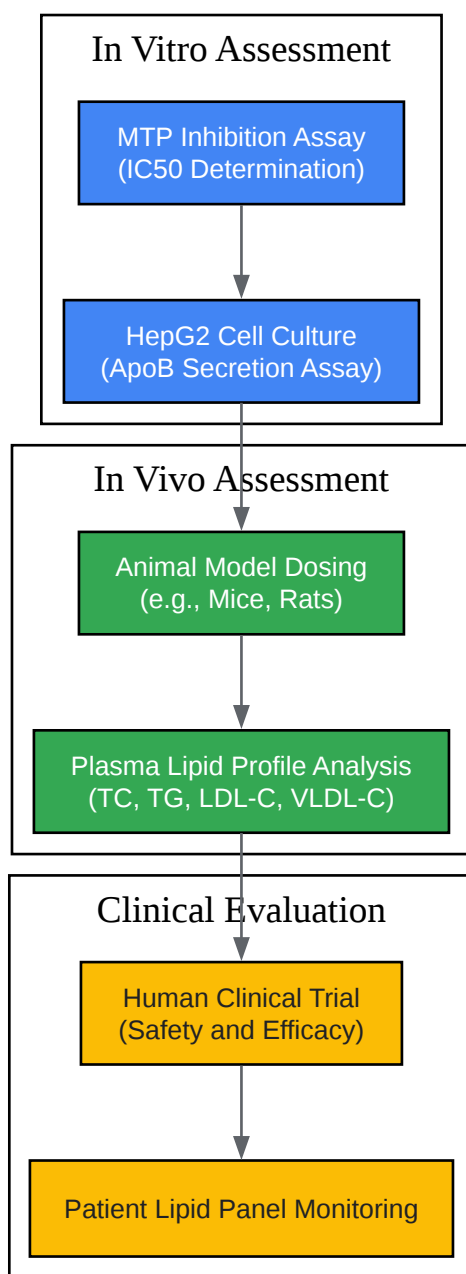 In Vitro Assessment
MTP Inhibition Assay
(IC50 Determination)
HepG2 Cell Culture
(ApoB Secretion Assay)
In Vivo Assessment
Animal Model Dosing
(e.g., Mice, Rats)
Plasma Lipid Profile Analysis
(TC, TG, LDL-C, VLDL-C)
Clinical Evaluation
Human Clinical Trial
(Safety and Efficacy)
Patient Lipid Panel Monitoring